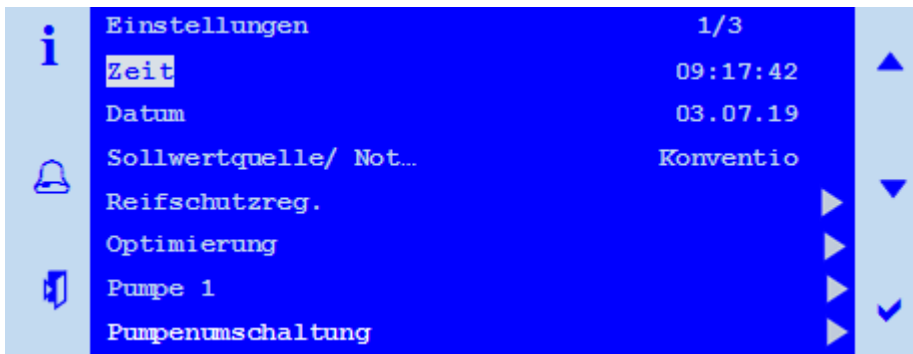 Einstellungen 1/3
Zeit 09:17:42
Datum 03.07.19
Sollwertquelle/ Not… Konventio
Reifschutzreg.
Optimierung
Pumpe 1
Pumpenumschaltung